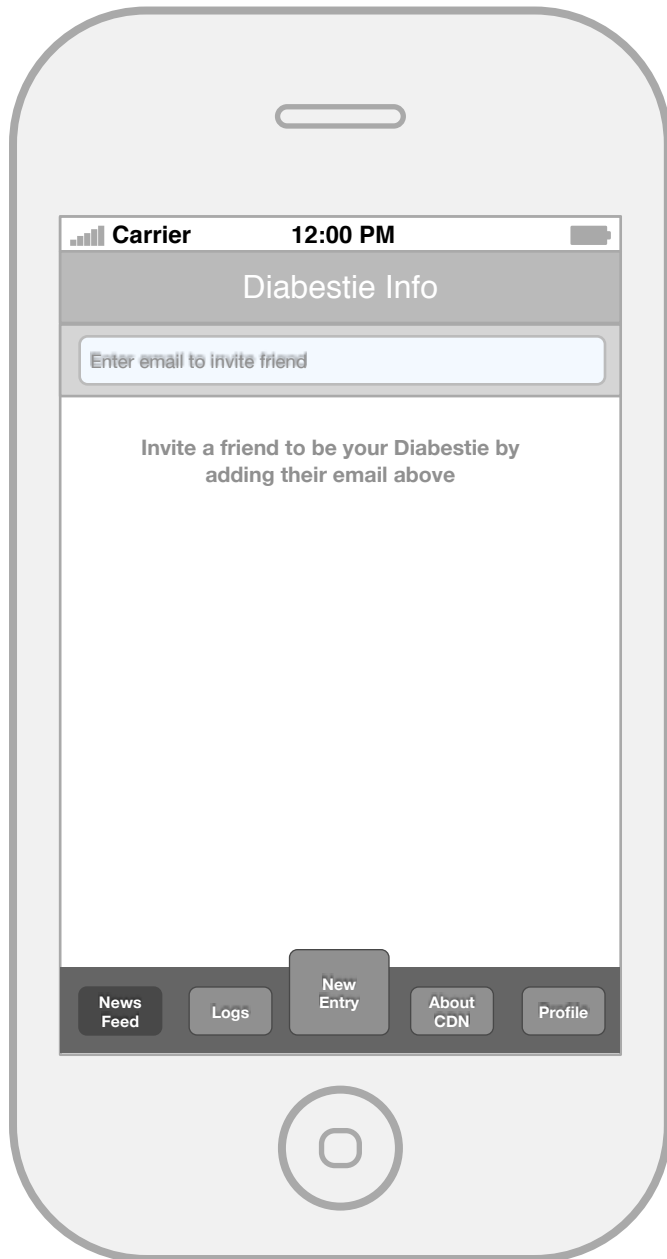 Carrier 12:00 PM
Diabestie Info
Enter email to invite friend
Invite a friend to be your Diabestie by
adding their email above
News
Feed
Logs
New
Entry
About
CDN
Profile